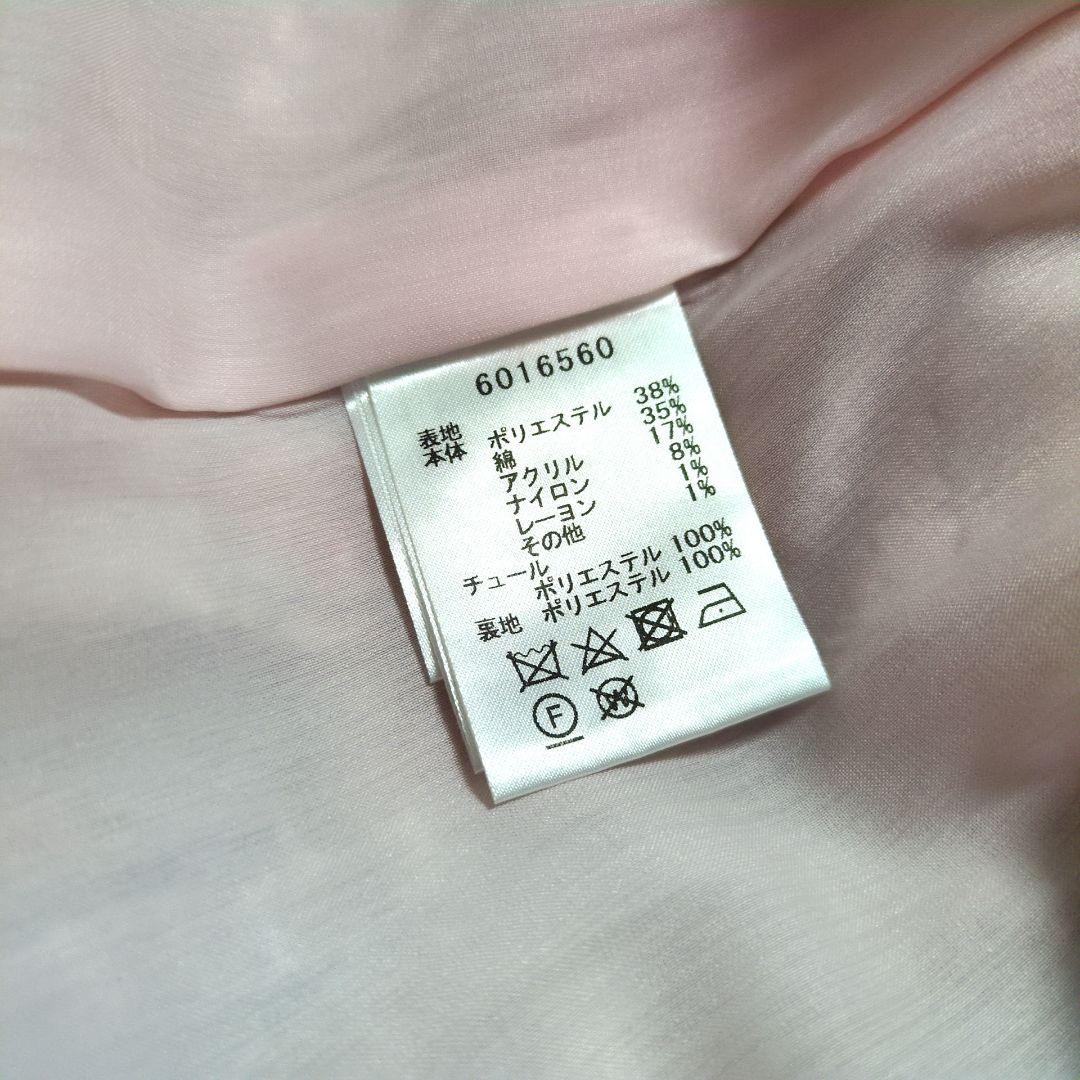 6016560
表地 ポリエステル 38%
本体 綿 35%
アクリル 17%
ナイロン 8%
レーヨン 1%
その他 1%
チュール
ポリエステル 100%
裏地 ポリエステル 100%
F
W